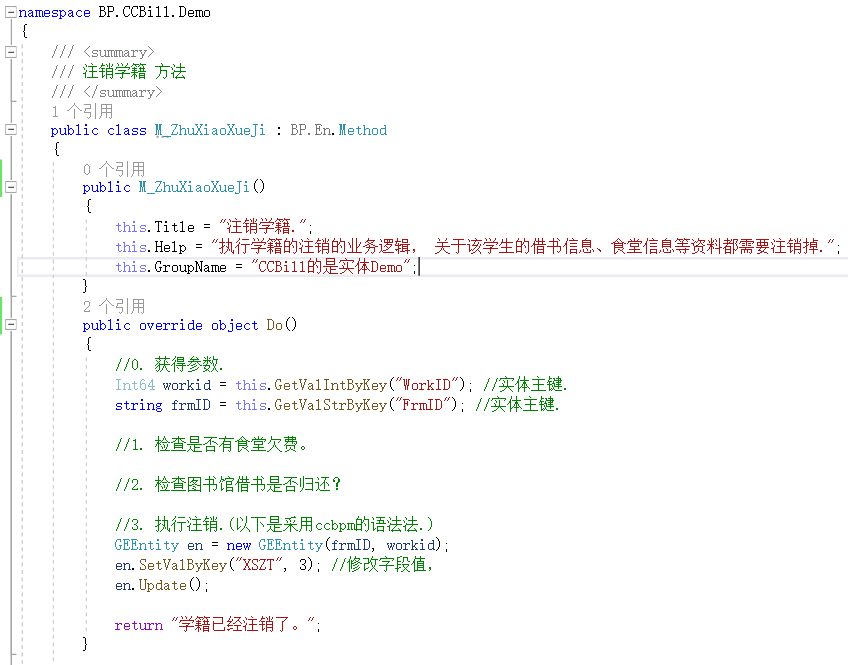 namespace BP.CCBill.Demo
{
/// <summary>
/// 注销学籍 方法
/// </summary>
1 个引用
public class M_ZhuXiaoXueJi : BP.En.Method
{
0 个引用
public M_ZhuXiaoXueJi()
{
this.Title = "注销学籍.";
this.Help = "执行学籍的注销的业务逻辑, 关于该学生的借书信息、食堂信息等资料都需要注销掉.";
this.GroupName = "CCBill的是实体Demo";
}
2 个引用
public override object Do()
{
//0. 获得参数.
Int64 workid = this.GetValIntByKey("WorkID"); //实体主键.
string frmID = this.GetValStrByKey("FrmID"); //实体主键.
//1. 检查是否有食堂欠费。
//2. 检查图书馆借书是否归还?
//3. 执行注销.(以下是采用ccbpm的语法法.)
GEEntity en = new GEEntity(frmID, workid);
en.SetValByKey("XSZT", 3); //修改字段值,
en.Update();
return "学籍已经注销了。";
}